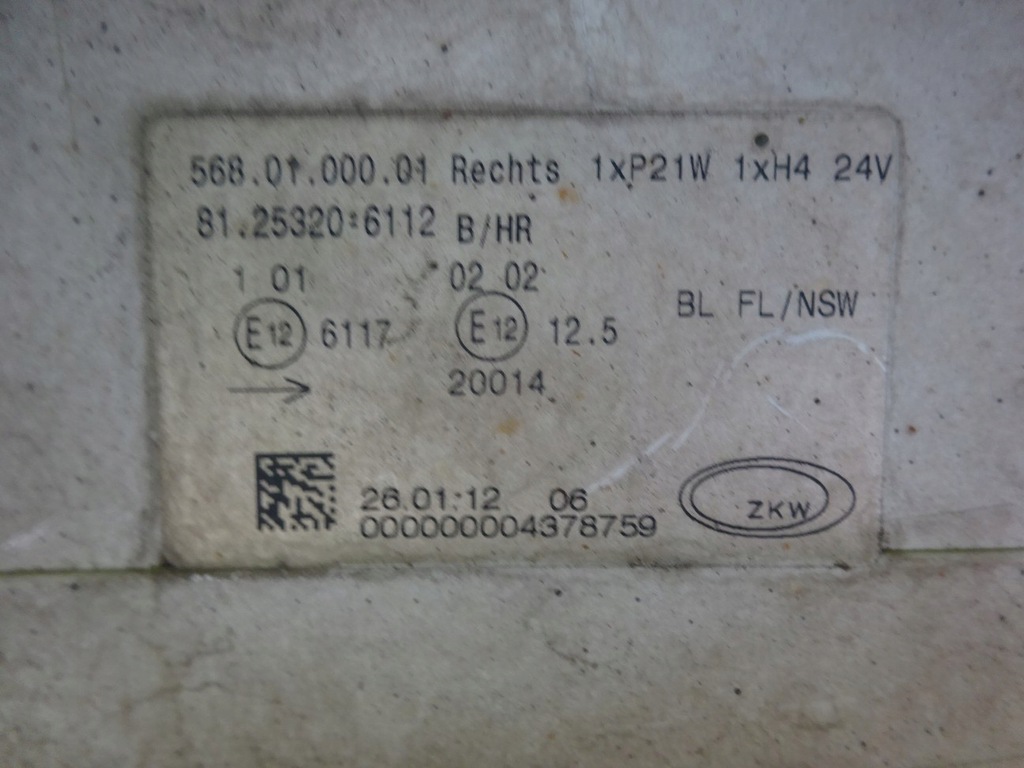 568.01.000.01 Rechts 1xP21W 1xH4 24V
81.25320-6112 B/HR
1 01 02 02
E12 6117 E12 12.5 BL FL/NSW
20014
26.01.12 06
000000004378759
ZKW